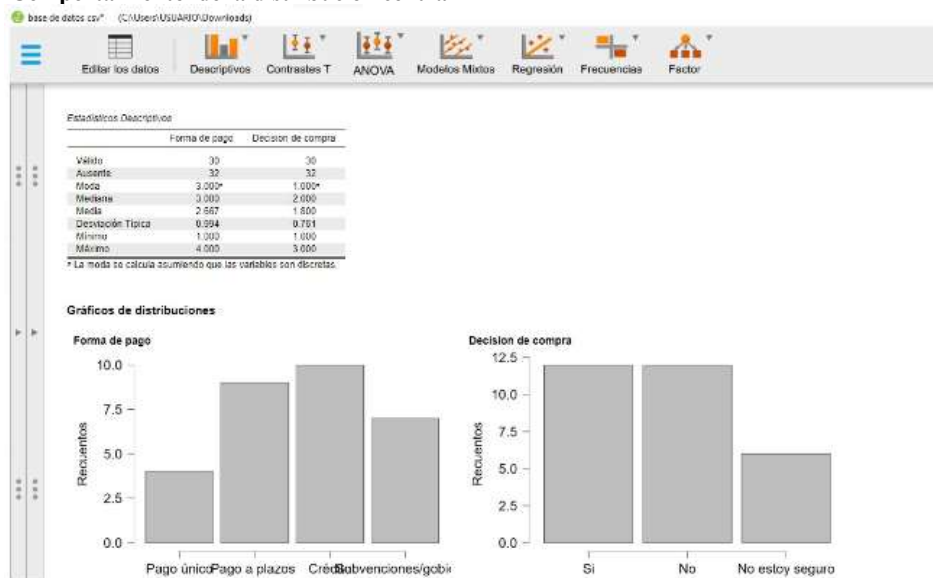 base de datos csv* (C:\Users\USUARIO\Downloads)
Editar los datos Descriptivos Contrastes T ANOVA Modelos Mixtos Regresión Frecuencias Factor
Estadísticos Descriptivos
Forma de pago Decision de compra
Válido 30 30
Ausente 32 32
Moda 3.000ᵃ 1.000ᵃ
Mediana 3.000 2.000
Media 2.667 1.800
Desviación Típica 0.994 0.761
Mínimo 1.000 1.000
Máximo 4.000 3.000
ᵃ La moda se calcula asumiendo que las variables son discretas.
Gráficos de distribuciones
Forma de pago
10.0
7.5
5.0
2.5
0.0
Recuentos
Pago único Pago a plazos Crédito Subvenciones/gobi
Decision de compra
12.5
10.0
7.5
5.0
2.5
0.0
Recuentos
Si No No estoy seguro